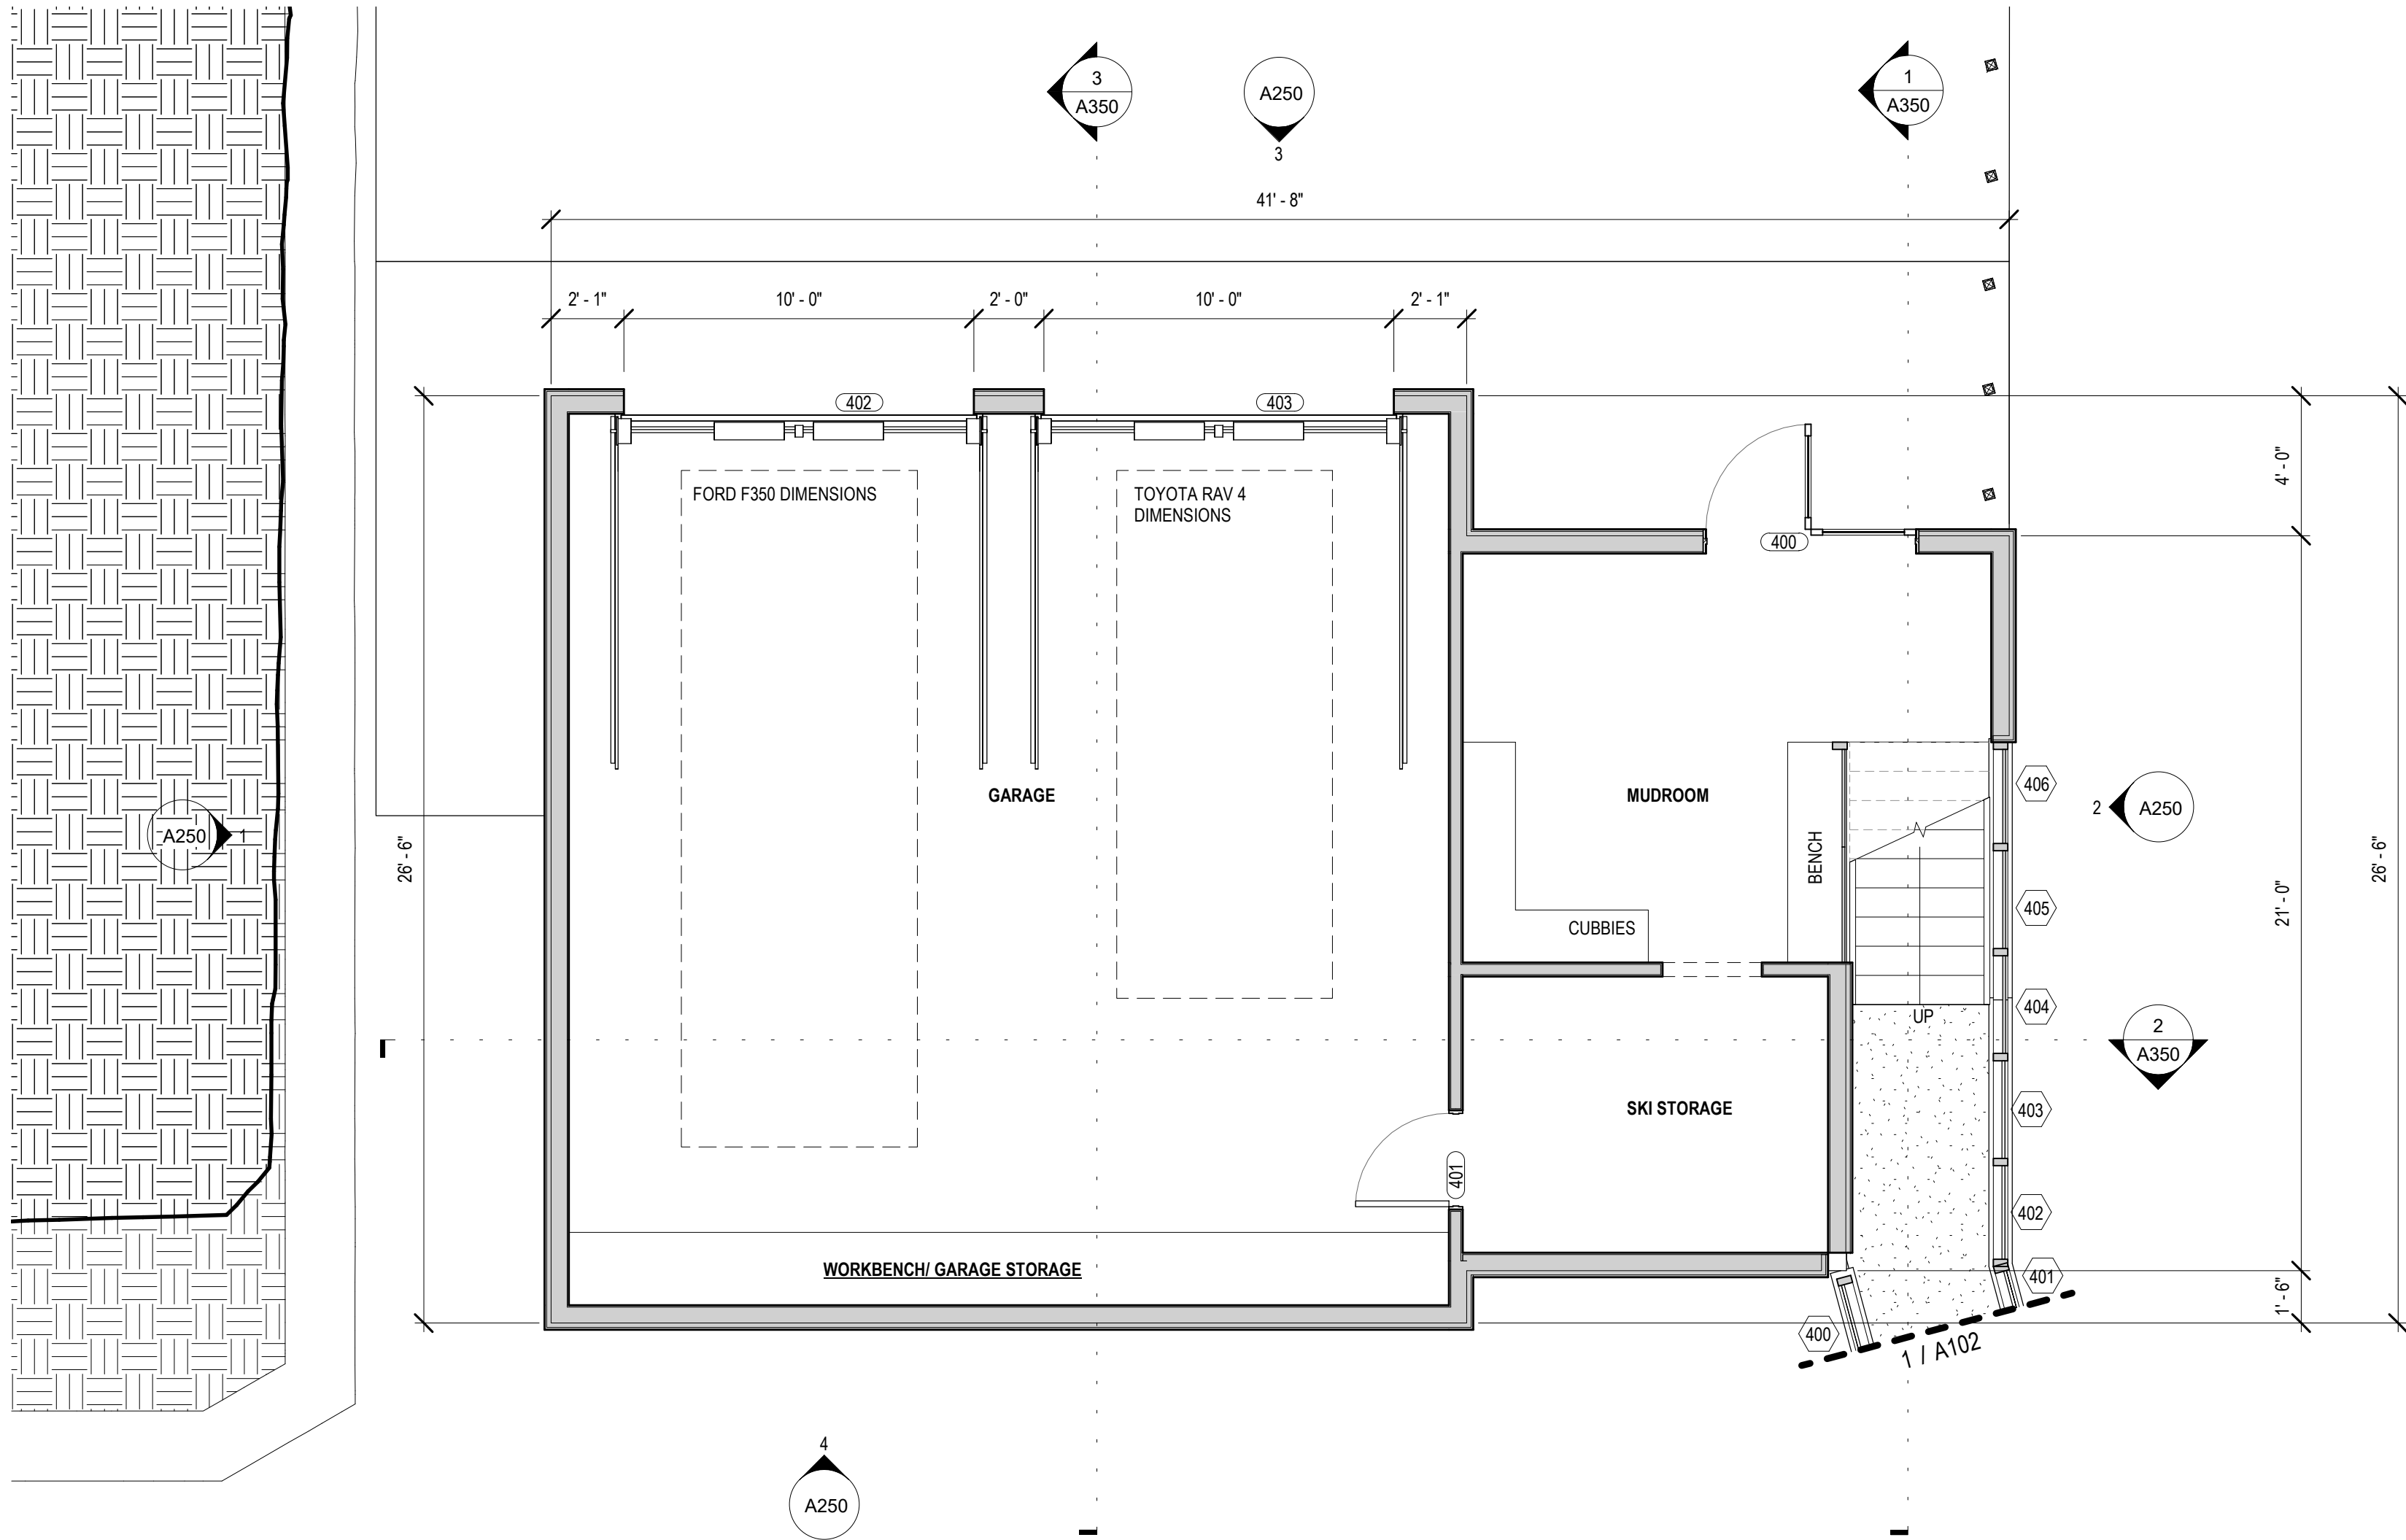 3
A350
A250
3
1
A350
41' - 8"
2' - 1"
10' - 0"
2' - 0"
10' - 0"
2' - 1"
402
403
4' - 0"
FORD F350 DIMENSIONS
TOYOTA RAV 4
DIMENSIONS
400
GARAGE
MUDROOM
406
2
A250
A250
1
26' - 6"
BENCH
26' - 6"
405
21' - 0"
CUBBIES
404
UP
2
A350
SKI STORAGE
403
401
402
WORKBENCH/ GARAGE STORAGE
401
1' - 6"
400
1 / A102
4
A250